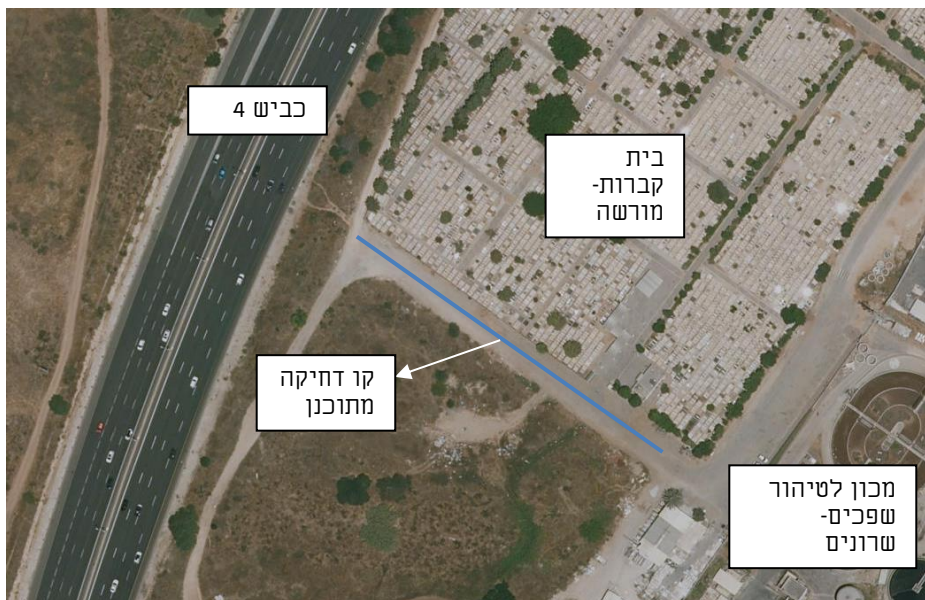 כביש 4
בית
קברות-
מורשה
קו דחיקה
מתוכנן
מכון לטיהור
שפכים-
שרונים